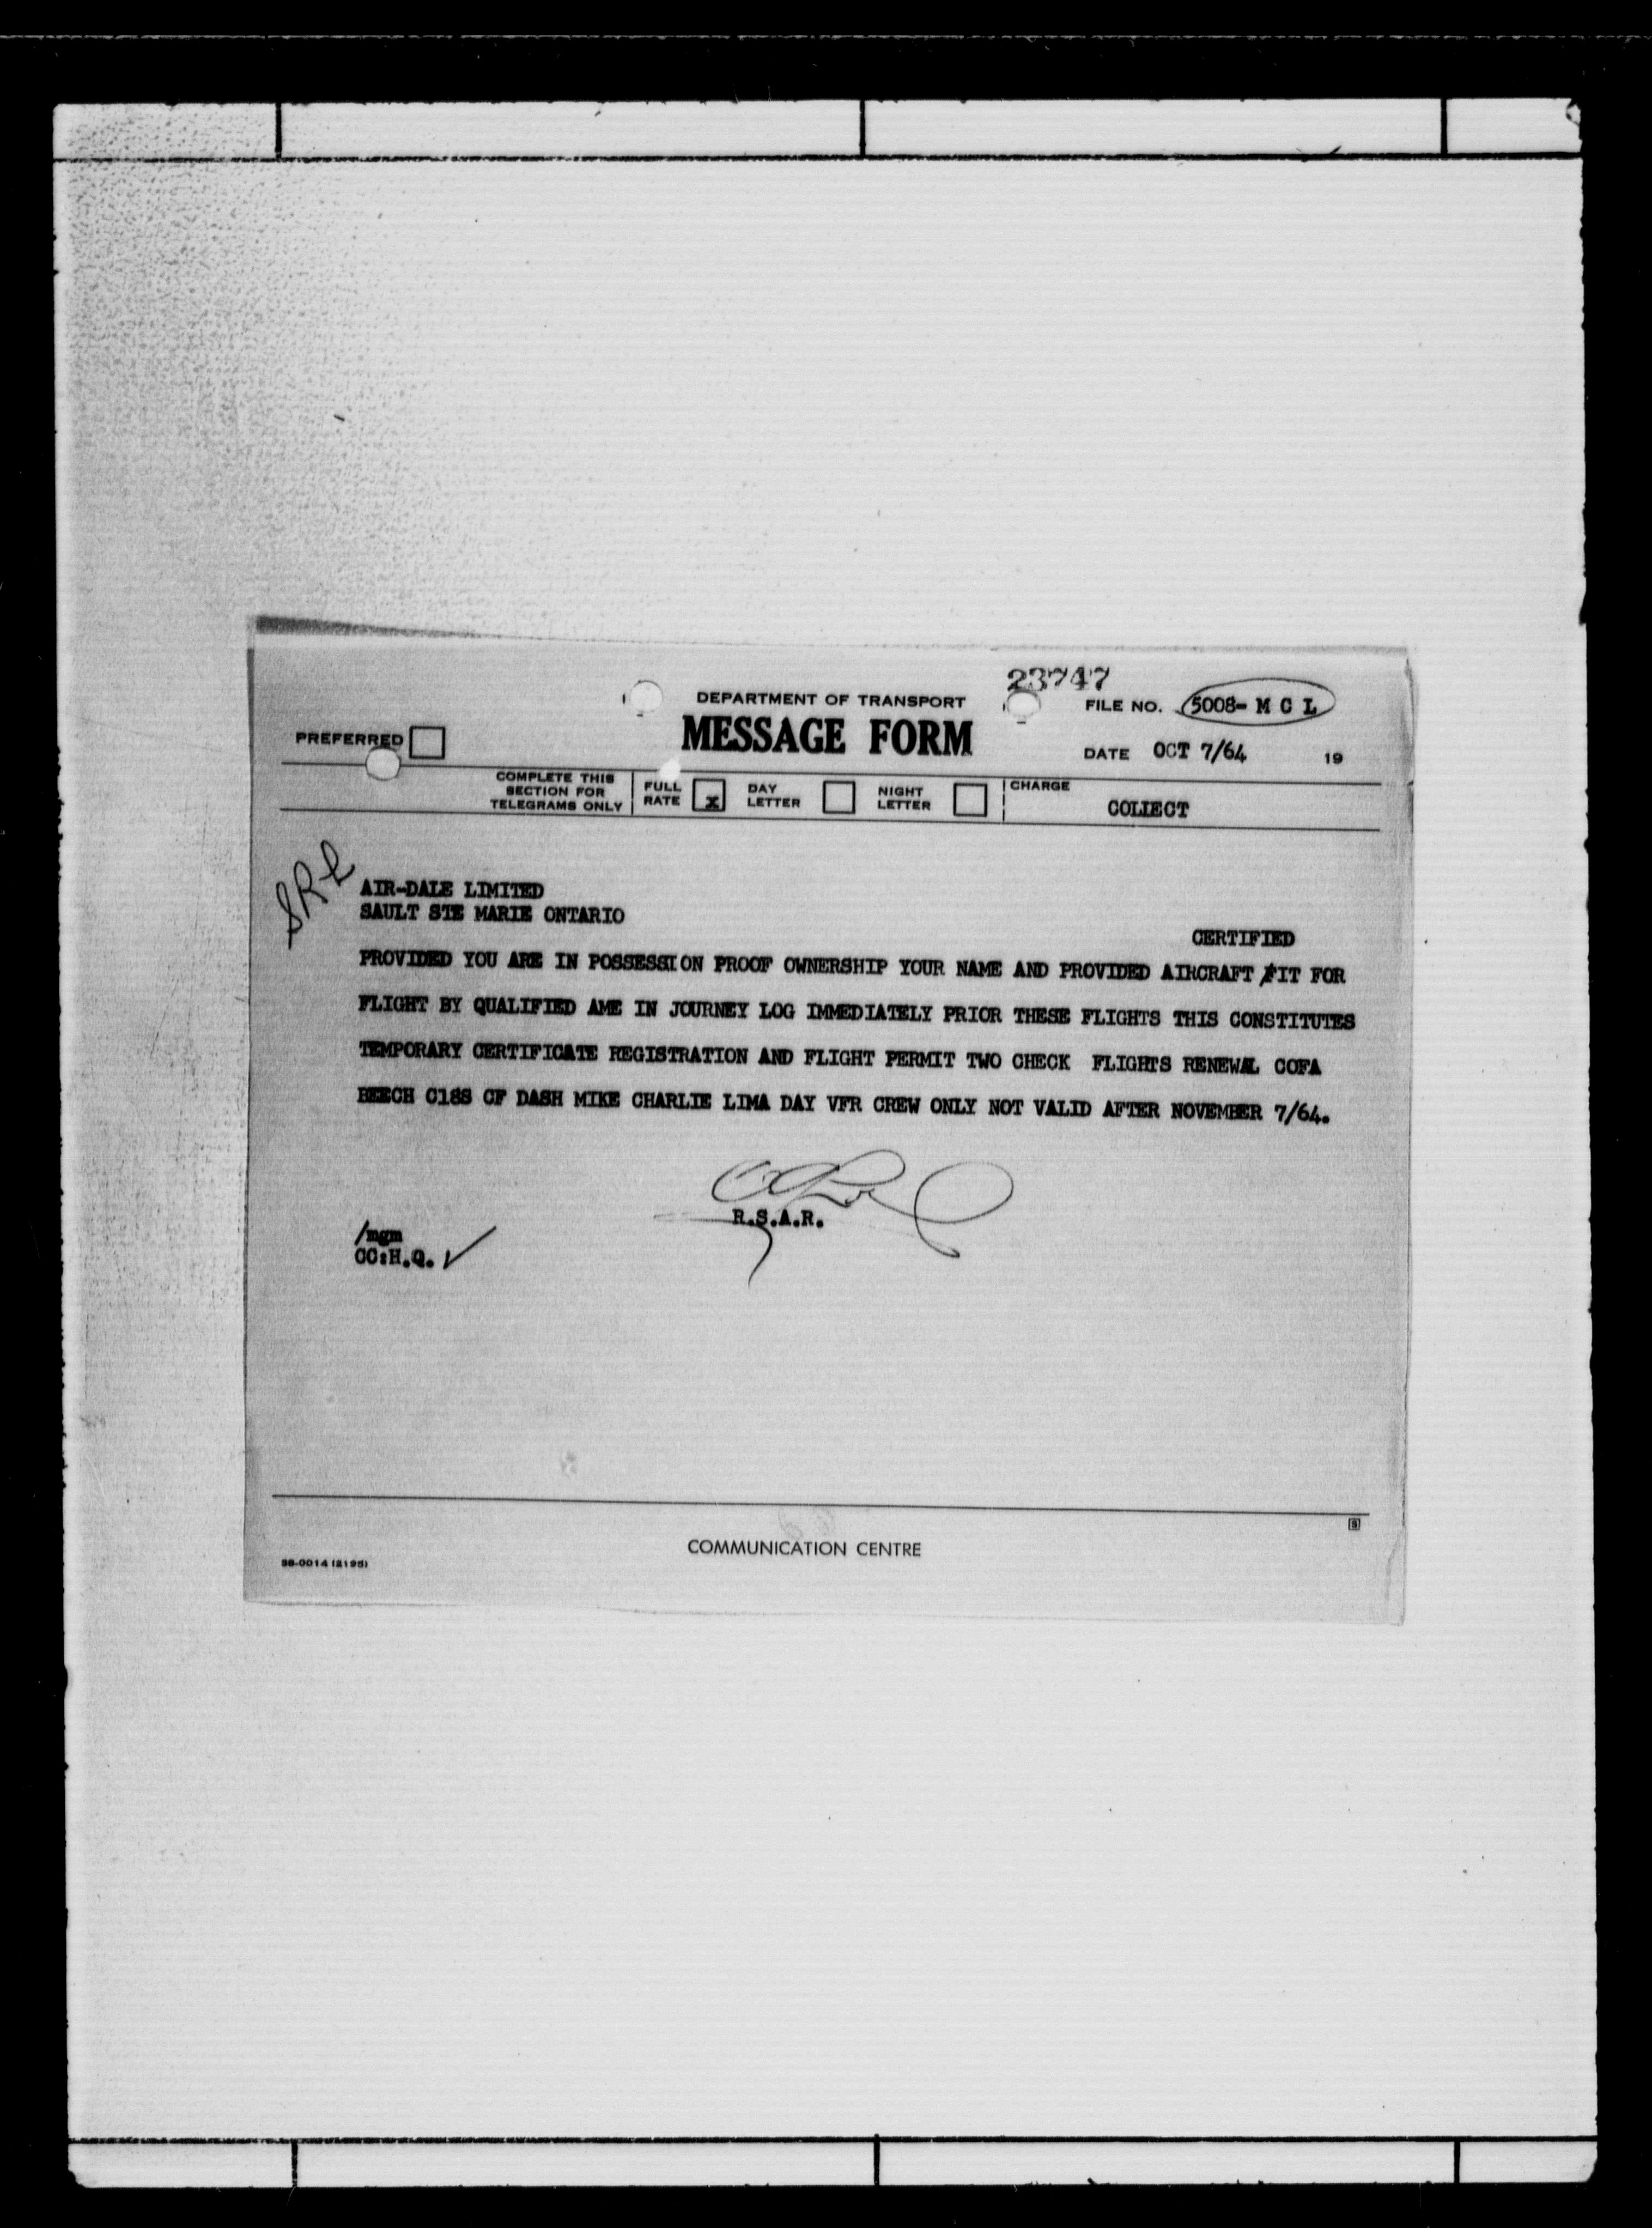 23747
DEPARTMENT OF TRANSPORT
FILE NO. 5008- M C L
PREFERRED
MESSAGE FORM
DATE OCT 7/64 19
COMPLETE THIS
SECTION FOR
TELEGRAMS ONLY
FULL
RATE
x
DAY
LETTER
NIGHT
LETTER
CHARGE
COLLECT
AIR-DALE LIMITED
SAULT STE MARIE ONTARIO
CERTIFIED
PROVIDED YOU ARE IN POSSESSION PROOF OWNERSHIP YOUR NAME AND PROVIDED AIRCRAFT FIT FOR
FLIGHT BY QUALIFIED AME IN JOURNEY LOG IMMEDIATELY PRIOR THESE FLIGHTS THIS CONSTITUTES
TEMPORARY CERTIFICATE REGISTRATION AND FLIGHT PERMIT TWO CHECK FLIGHTS RENEWAL COFA
BEECH C18S CF DASH MIKE CHARLIE LIMA DAY VFR CREW ONLY NOT VALID AFTER NOVEMBER 7/64.
R.S.A.R.
/mgm
CC:H.Q. ✓
COMMUNICATION CENTRE